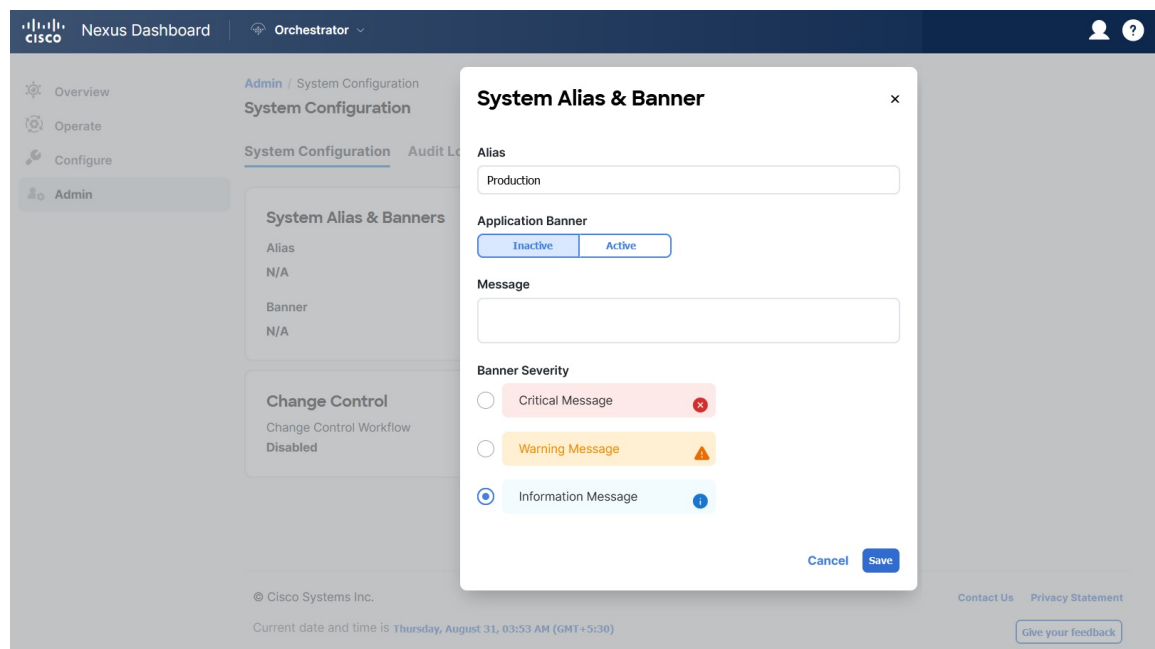 CISCO Nexus Dashboard Orchestrator ?
Overview
Operate
Configure
Admin
Admin / System Configuration
System Configuration
System Configuration Audit Lo
System Alias & Banners
Alias
N/A
Banner
N/A
Change Control
Change Control Workflow
Disabled
System Alias & Banner ×
Alias
Production
Application Banner
Inactive Active
Message
Banner Severity
Critical Message
Warning Message
Information Message
Cancel Save
© Cisco Systems Inc. Contact Us Privacy Statement
Current date and time is Thursday, August 31, 03:53 AM (GMT+5:30) Give your feedback